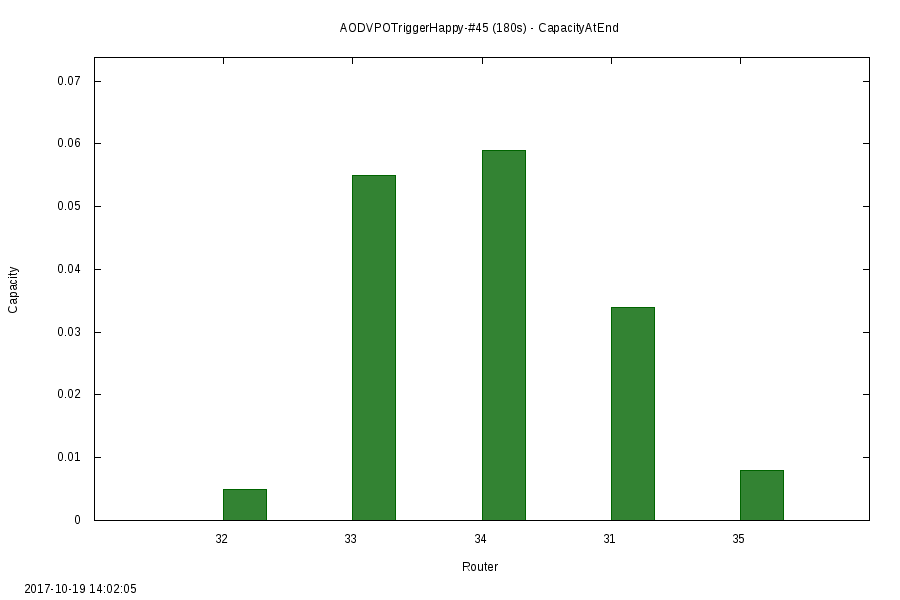 AODVPOTriggerHappy-#45 (180s) - CapacityAtEnd
0.07
0.06
0.05
0.04
0.03
0.02
0.01
0
Capacity
32 33 34 31 35
Router
2017-10-19 14:02:05